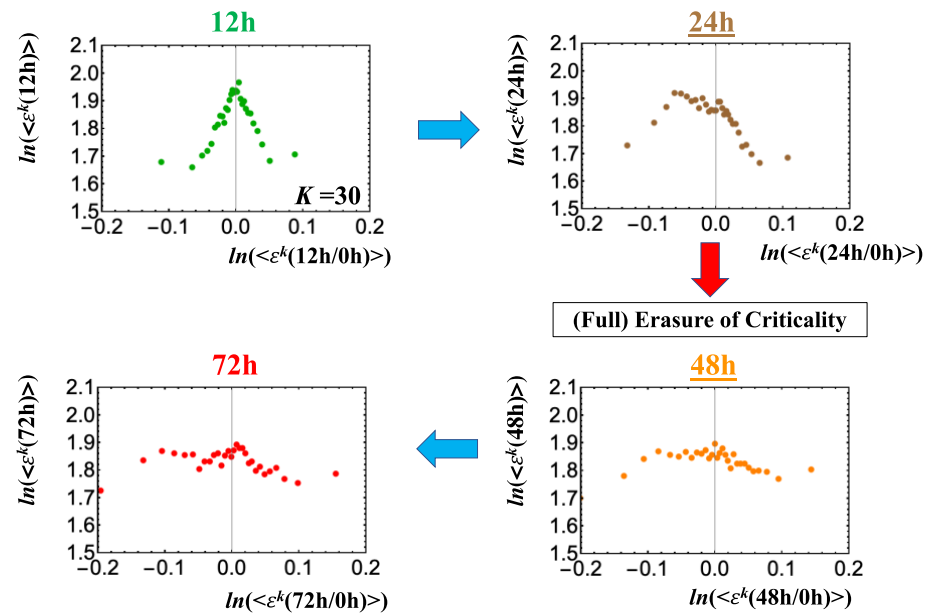 12h
ln(<ε^k(12h)>)
2.1
2.0
1.9
1.8
1.7
1.6
1.5
−0.2 −0.1 0.0 0.1 0.2
K =30
ln(<ε^k(12h/0h)>)
24h
ln(<ε^k(24h)>)
2.1
2.0
1.9
1.8
1.7
1.6
1.5
−0.2 −0.1 0.0 0.1 0.2
ln(<ε^k(24h/0h)>)
(Full) Erasure of Criticality
72h
ln(<ε^k(72h)>)
2.1
2.0
1.9
1.8
1.7
1.6
1.5
−0.2 −0.1 0.0 0.1 0.2
ln(<ε^k(72h/0h)>)
48h
ln(<ε^k(48h)>)
2.1
2.0
1.9
1.8
1.7
1.6
1.5
−0.2 −0.1 0.0 0.1 0.2
ln(<ε^k(48h/0h)>)